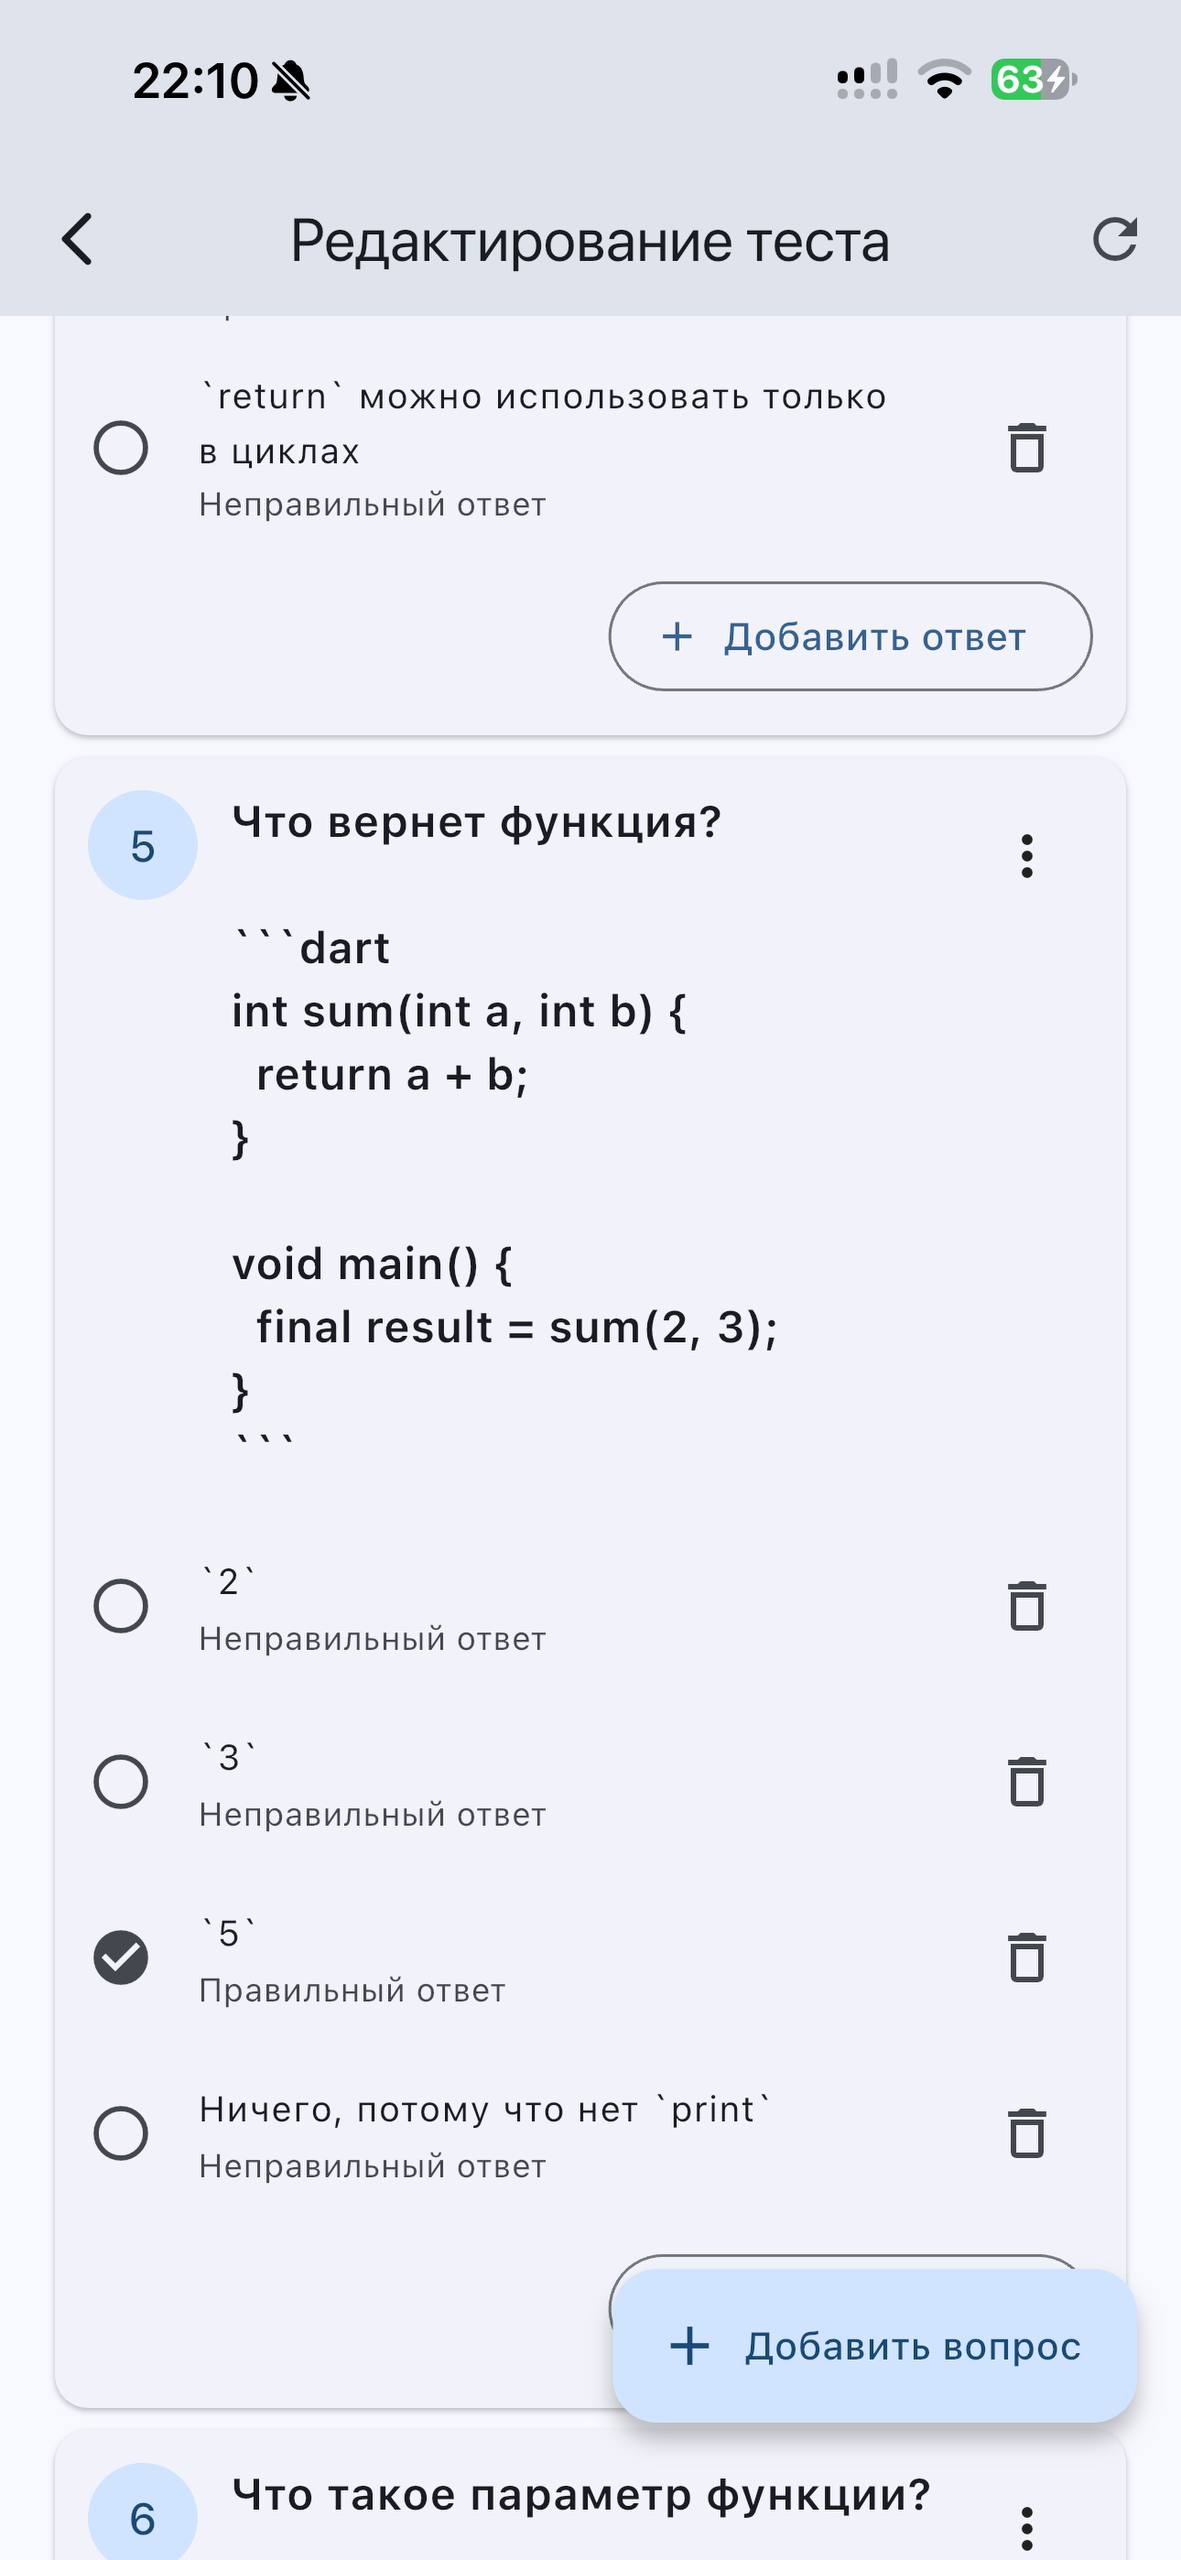 22:10
63
Редактирование теста
`return` можно использовать только
в циклах
Неправильный ответ
+ Добавить ответ
5
Что вернет функция?
```dart
int sum(int a, int b) {
  return a + b;
}
void main() {
  final result = sum(2, 3);
}
```
`2`
Неправильный ответ
`3`
Неправильный ответ
`5`
Правильный ответ
Ничего, потому что нет `print`
Неправильный ответ
+ Добавить вопрос
6
Что такое параметр функции?